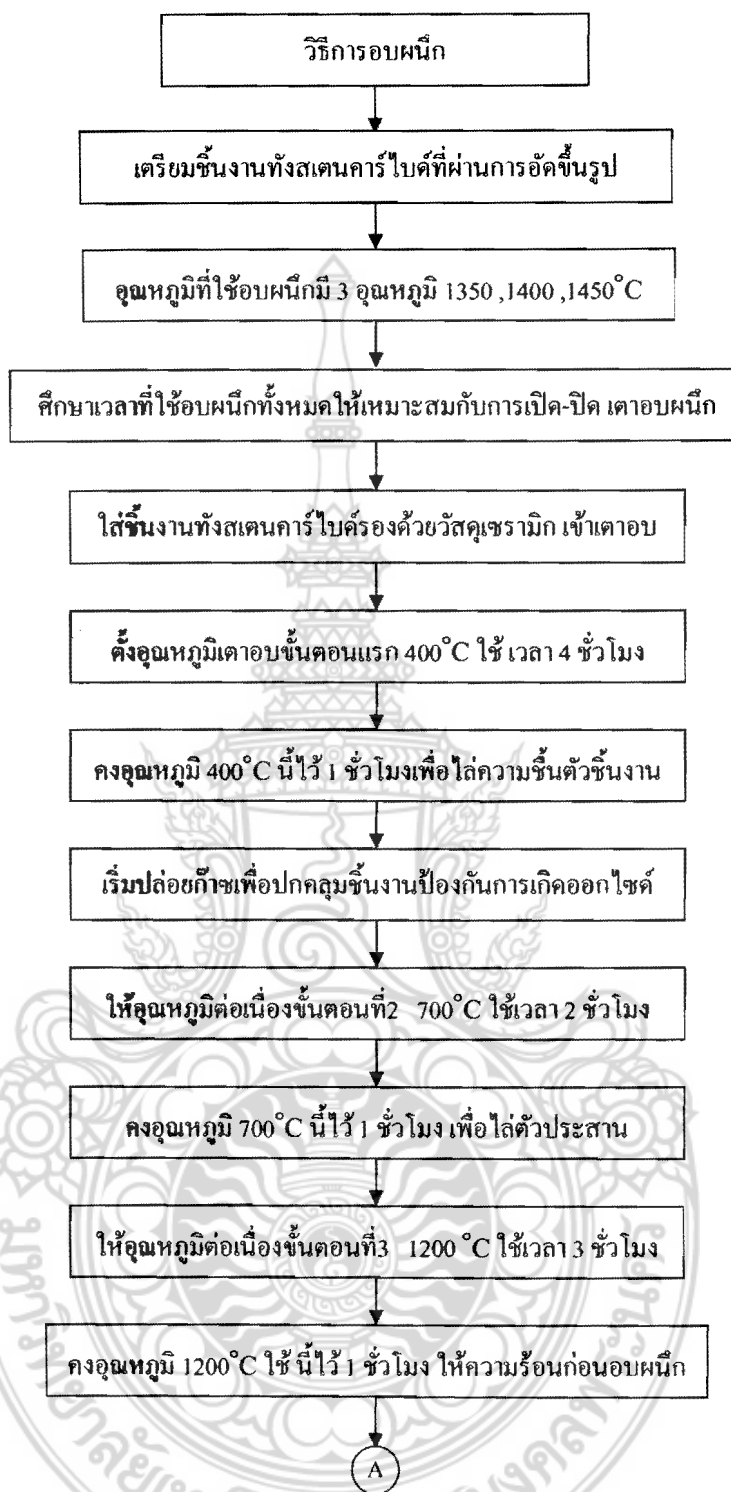 วิธีการอบผนึก
เตรียมชิ้นงานทังสเตนคาร์ไบด์ที่ผ่านการอัดขึ้นรูป
อุณหภูมิที่ใช้อบผนึกมี 3 อุณหภูมิ 1350 ,1400 ,1450°C
ศึกษาเวลาที่ใช้อบผนึกทั้งหมดให้เหมาะสมกับการเปิด-ปิด เตาอบผนึก
ใส่ชิ้นงานทังสเตนคาร์ไบด์รองด้วยวัสดุเซรามิก เข้าเตาอบ
ตั้งอุณหภูมิเตาอบขั้นตอนแรก 400°C ใช้ เวลา 4 ชั่วโมง
คงอุณหภูมิ 400°C นี้ไว้ 1 ชั่วโมงเพื่อไล่ความชื้นตัวชิ้นงาน
เริ่มปล่อยก๊าซเพื่อปกคลุมชิ้นงานป้องกันการเกิดออกไซด์
ให้อุณหภูมิต่อเนื่องขั้นตอนที่2 700°C ใช้เวลา 2 ชั่วโมง
คงอุณหภูมิ 700°C นี้ไว้ 1 ชั่วโมง เพื่อไล่ตัวประสาน
ให้อุณหภูมิต่อเนื่องขั้นตอนที่3 1200 °C ใช้เวลา 3 ชั่วโมง
คงอุณหภูมิ 1200°C ใช้ นี้ไว้ 1 ชั่วโมง ให้ความร้อนก่อนอบผนึก
A